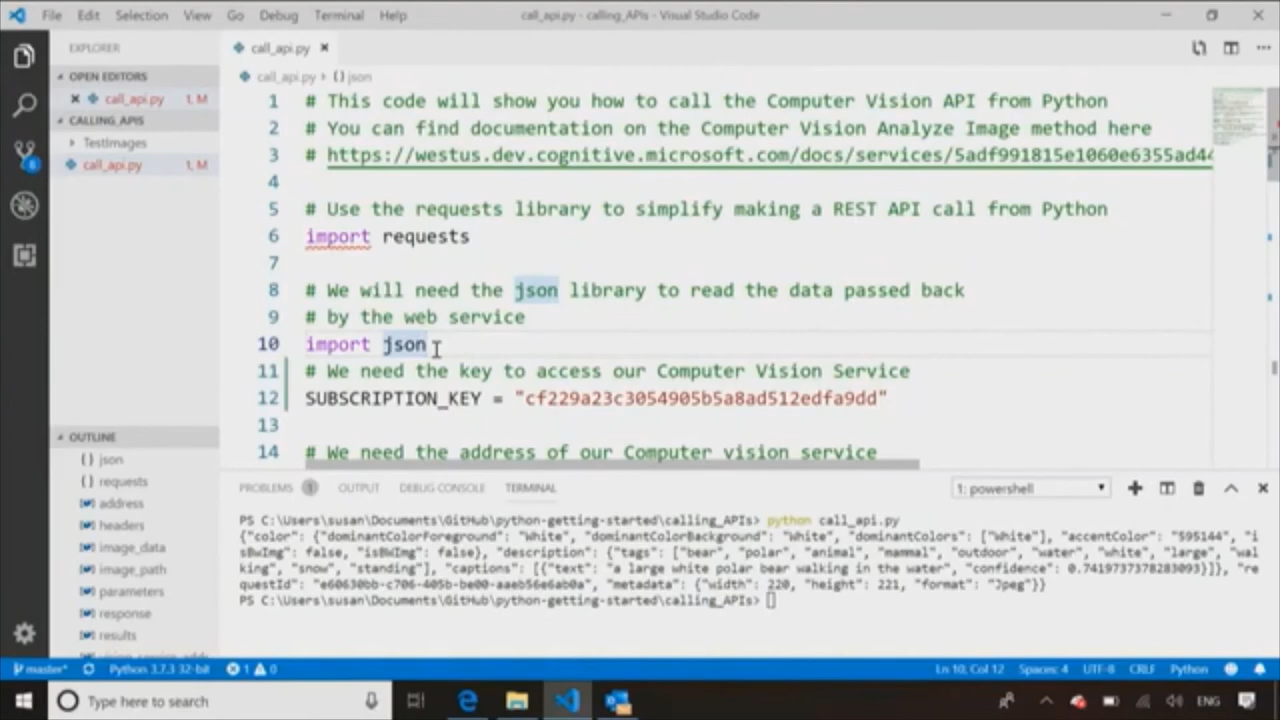 File Edit Selection View Go Debug Terminal Help
call_api.py - calling_APIs - Visual Studio Code
EXPLORER
OPEN EDITORS
call_api.py 1, M
CALLING_APIS
TestImages
call_api.py 1, M
OUTLINE
{ } json
{ } requests
address
headers
image_data
image_path
parameters
response
results
call_api.py
call_api.py › { } json
1 # This code will show you how to call the Computer Vision API from Python
2 # You can find documentation on the Computer Vision Analyze Image method here
3 # https://westus.dev.cognitive.microsoft.com/docs/services/5adf991815e1060e6355ad44
4
5 # Use the requests library to simplify making a REST API call from Python
6 import requests
7
8 # We will need the json library to read the data passed back
9 # by the web service
10 import json
11 # We need the key to access our Computer Vision Service
12 SUBSCRIPTION_KEY = "cf229a23c3054905b5a8ad512edfa9dd"
13
14 # We need the address of our Computer vision service
PROBLEMS 1 OUTPUT DEBUG CONSOLE TERMINAL
1: powershell
PS C:\Users\susan\Documents\GitHub\python-getting-started\calling_APIs> python call_api.py
{"color": {"dominantColorForeground": "White", "dominantColorBackground": "White", "dominantColors": ["White"], "accentColor": "595144", "i
sBwImg": false, "isBWImg": false}, "description": {"tags": ["bear", "polar", "animal", "mammal", "outdoor", "water", "white", "large", "wal
king", "snow", "standing"], "captions": [{"text": "a large white polar bear walking in the water", "confidence": 0.7419737378283093}]}, "re
questId": "e60630bb-c706-405b-be00-aaeb56e6ab0a", "metadata": {"width": 220, "height": 221, "format": "Jpeg"}}
PS C:\Users\susan\Documents\GitHub\python-getting-started\calling_APIs>
master* Python 3.7.3 32-bit 1 0
Ln 10, Col 12 Spaces: 4 UTF-8 CRLF Python
Type here to search
ENG